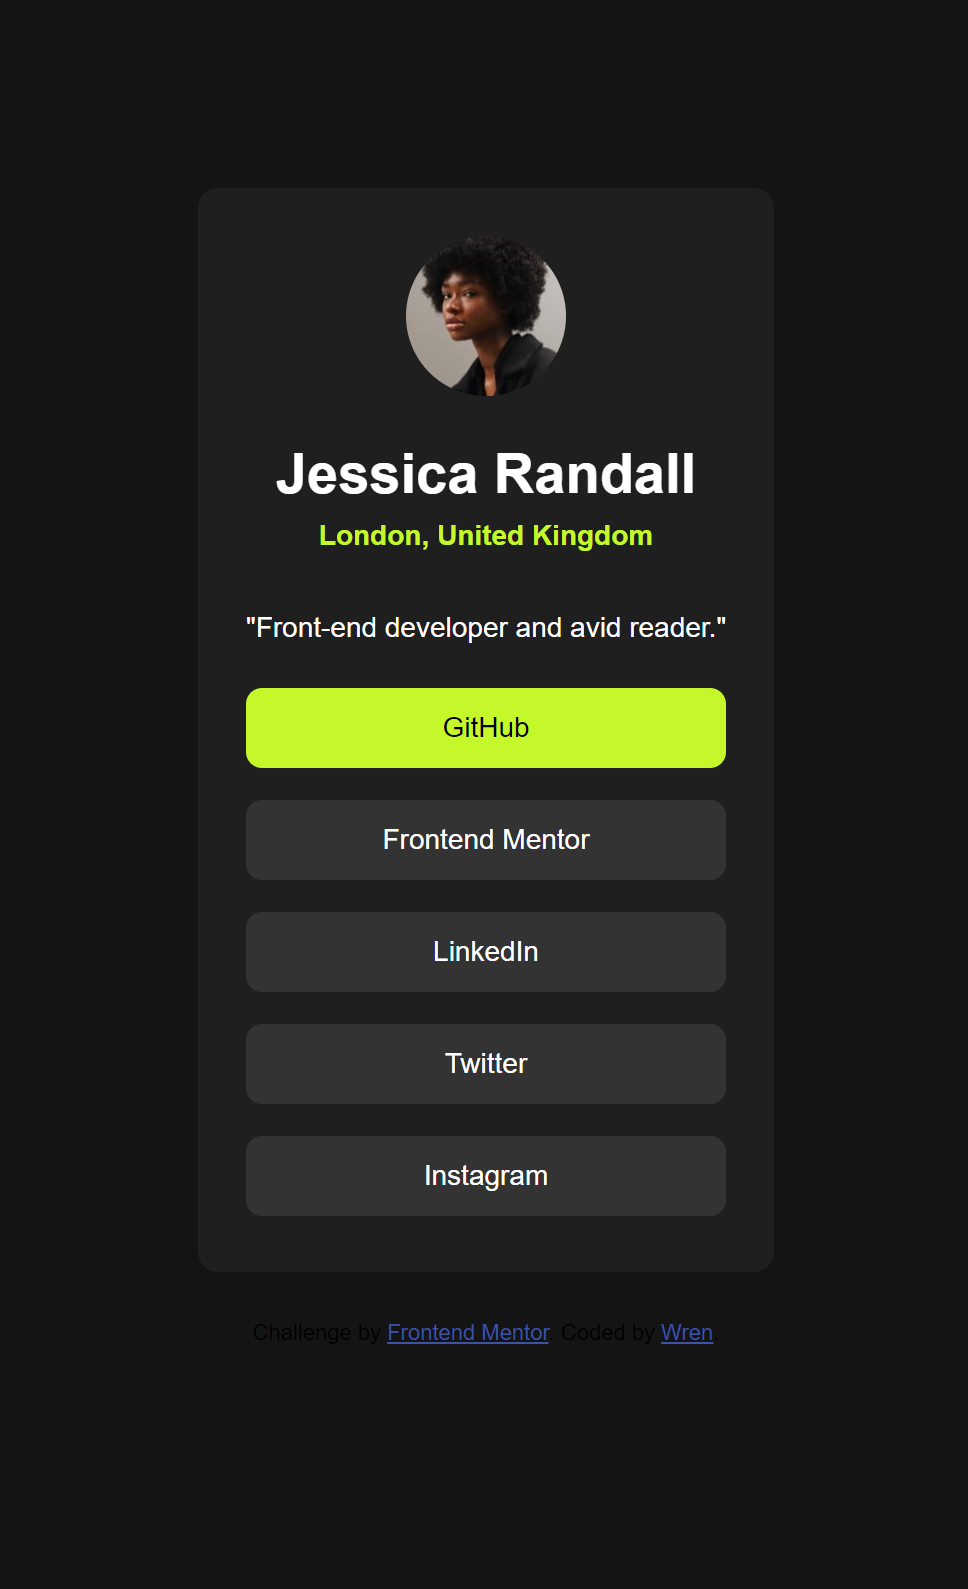 Jessica Randall
London, United Kingdom
"Front-end developer and avid reader."
GitHub
Frontend Mentor
LinkedIn
Twitter
Instagram
Challenge by Frontend Mentor. Coded by Wren.